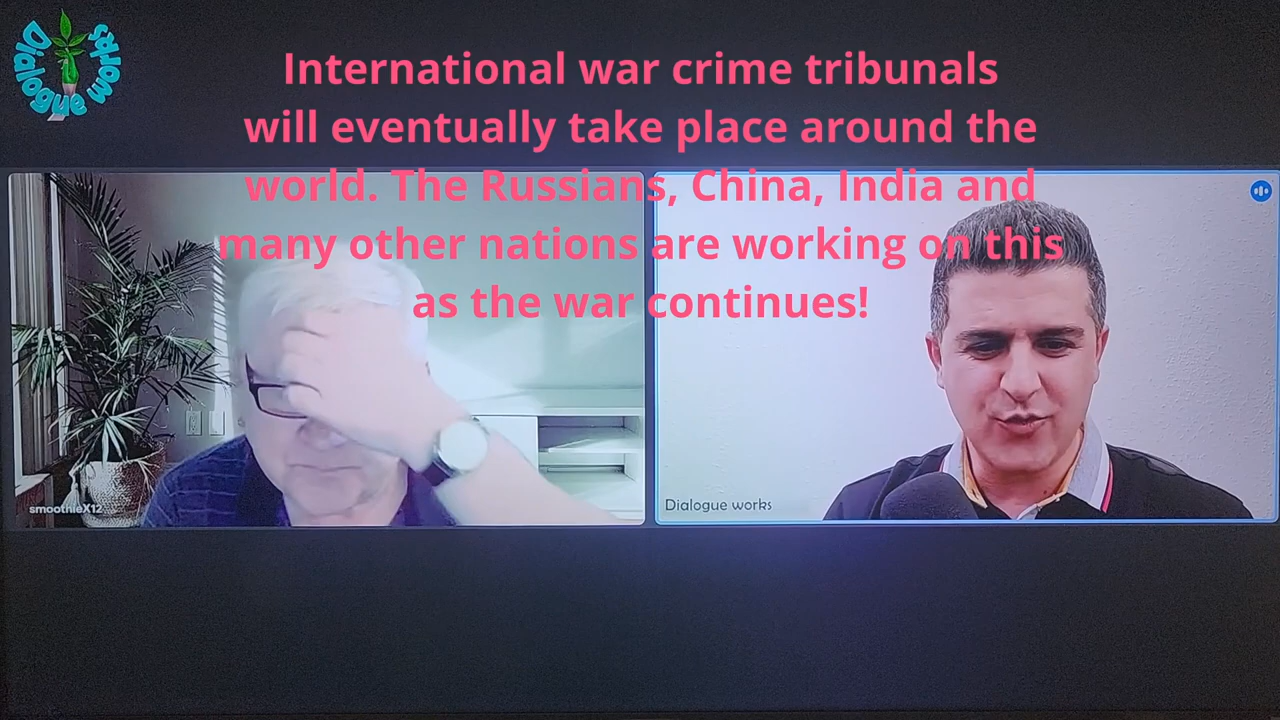 Dialogue works
International war crime tribunals
will eventually take place around the
world. The Russians, China, India and
many other nations are working on this
as the war continues!
smoothieX12
Dialogue works